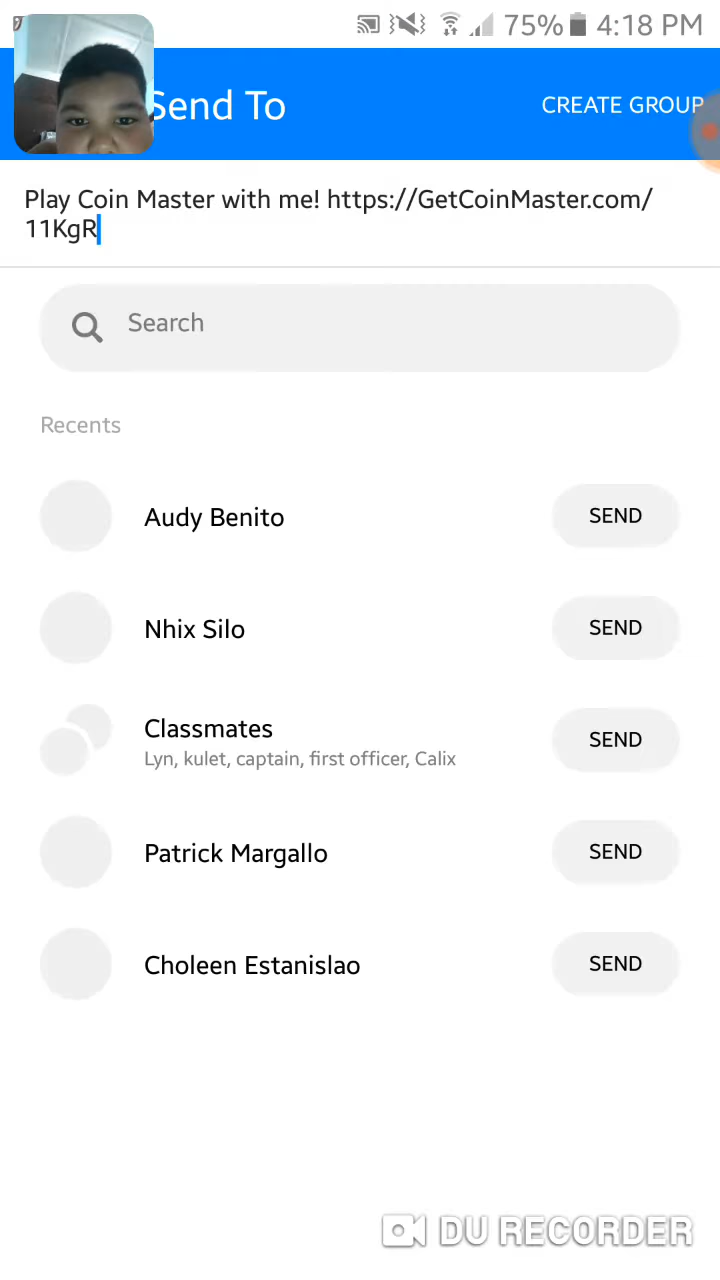 75% 4:18 PM
Send To
CREATE GROUP
Play Coin Master with me! https://GetCoinMaster.com/
11KgR
Search
Recents
Audy Benito
SEND
Nhix Silo
SEND
Classmates
Lyn, kulet, captain, first officer, Calix
SEND
Patrick Margallo
SEND
Choleen Estanislao
SEND
DU RECORDER